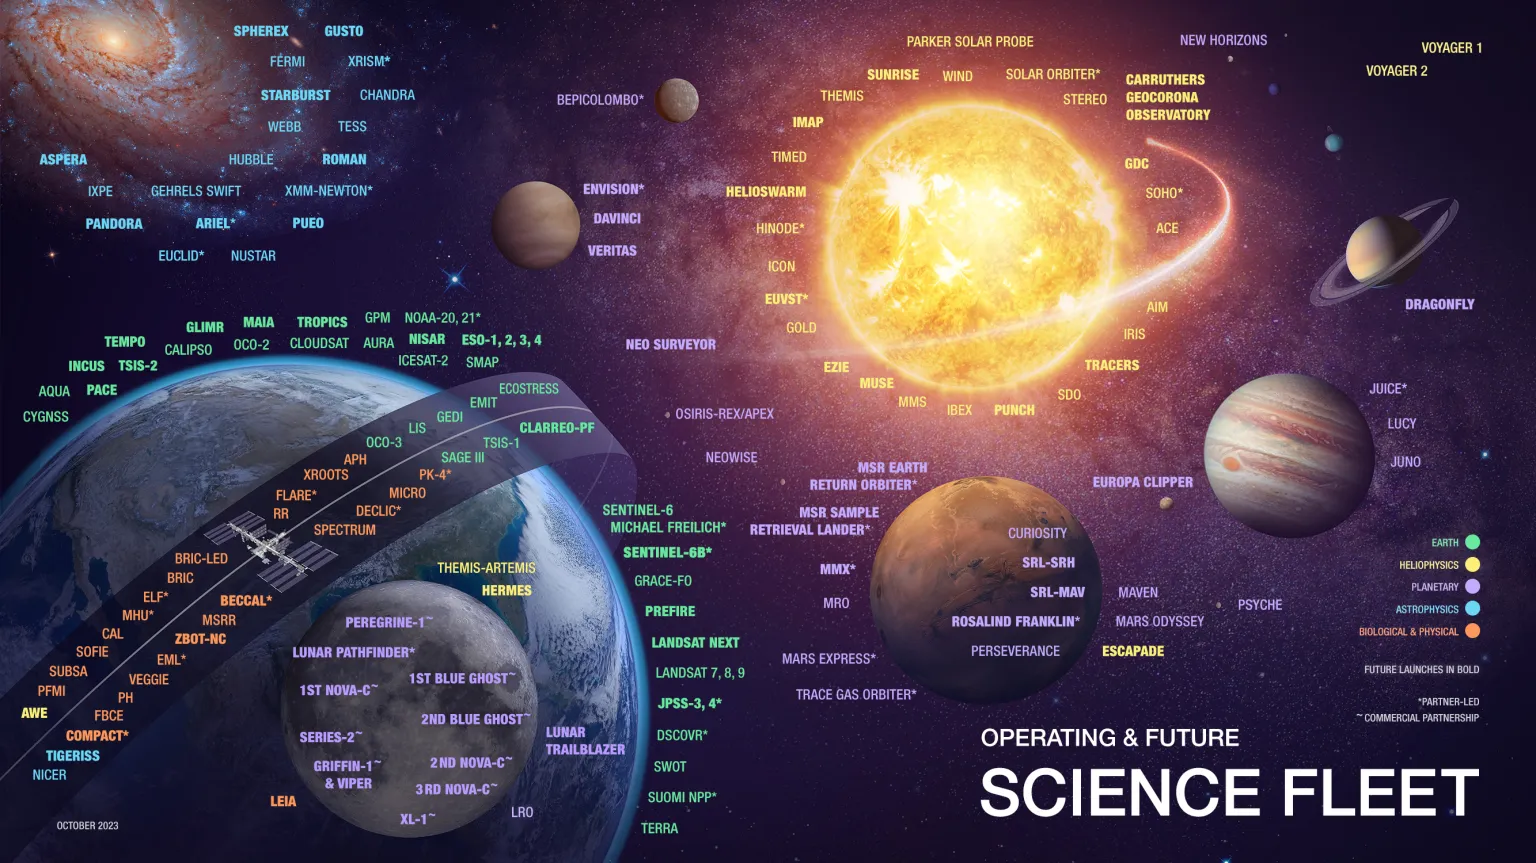 SPHEREX
GUSTO
FERMI
XRISM*
STARBURST
CHANDRA
WEBB
TESS
ASPERA
HUBBLE
ROMAN
IXPE
GEHRELS SWIFT
XMM-NEWTON*
PANDORA
ARIEL*
PUEO
EUCLID*
NUSTAR
BEPICOLOMBO*
ENVISION*
DAVINCI
VERITAS
PARKER SOLAR PROBE
SUNRISE
WIND
SOLAR ORBITER*
THEMIS
STEREO
CARRUTHERS
GEOCORONA
OBSERVATORY
IMAP
TIMED
GDC
HELIOSWARM
SOHO*
HINODE*
ACE
ICON
EUVST*
AIM
GOLD
IRIS
EZIE
TRACERS
MUSE
SDO
MMS
IBEX
PUNCH
NEW HORIZONS
VOYAGER 1
VOYAGER 2
DRAGONFLY
NEO SURVEYOR
OSIRIS-REX/APEX
NEOWISE
JUICE*
LUCY
JUNO
EUROPA CLIPPER
GLIMR
MAIA
TROPICS
GPM
NOAA-20, 21*
TEMPO
CALIPSO
OCO-2
CLOUDSAT
AURA
NISAR
ESO-1, 2, 3, 4
INCUS
TSIS-2
ICESAT-2
SMAP
AQUA
PACE
CYGNSS
ECOSTRESS
EMIT
GEDI
LIS
CLARREO-PF
OCO-3
TSIS-1
SAGE III
APH
XROOTS
PK-4*
FLARE*
MICRO
RR
DECLIC*
SPECTRUM
BRIC-LED
BRIC
ELF*
BECCAL*
MHU*
MSRR
CAL
ZBOT-NC
SOFIE
EML*
SUBSA
VEGGIE
PFMI
PH
AWE
FBCE
COMPACT*
TIGERISS
NICER
LEIA
THEMIS-ARTEMIS
HERMES
PEREGRINE-1~
LUNAR PATHFINDER*
1ST BLUE GHOST~
1ST NOVA-C~
2ND BLUE GHOST~
SERIES-2~
LUNAR
TRAILBLAZER
GRIFFIN-1~
& VIPER
2ND NOVA-C~
3RD NOVA-C~
XL-1~
LRO
SENTINEL-6
MICHAEL FREILICH*
SENTINEL-6B*
GRACE-FO
PREFIRE
LANDSAT NEXT
LANDSAT 7, 8, 9
JPSS-3, 4*
DSCOVR*
SWOT
SUOMI NPP*
TERRA
MSR EARTH
RETURN ORBITER*
MSR SAMPLE
RETRIEVAL LANDER*
MMX*
MRO
MARS EXPRESS*
TRACE GAS ORBITER*
CURIOSITY
SRL-SRH
SRL-MAV
ROSALIND FRANKLIN*
PERSEVERANCE
MAVEN
MARS ODYSSEY
ESCAPADE
PSYCHE
EARTH
HELIOPHYSICS
PLANETARY
ASTROPHYSICS
BIOLOGICAL & PHYSICAL
FUTURE LAUNCHES IN BOLD
*PARTNER-LED
~COMMERCIAL PARTNERSHIP
OPERATING & FUTURE
SCIENCE FLEET
OCTOBER 2023